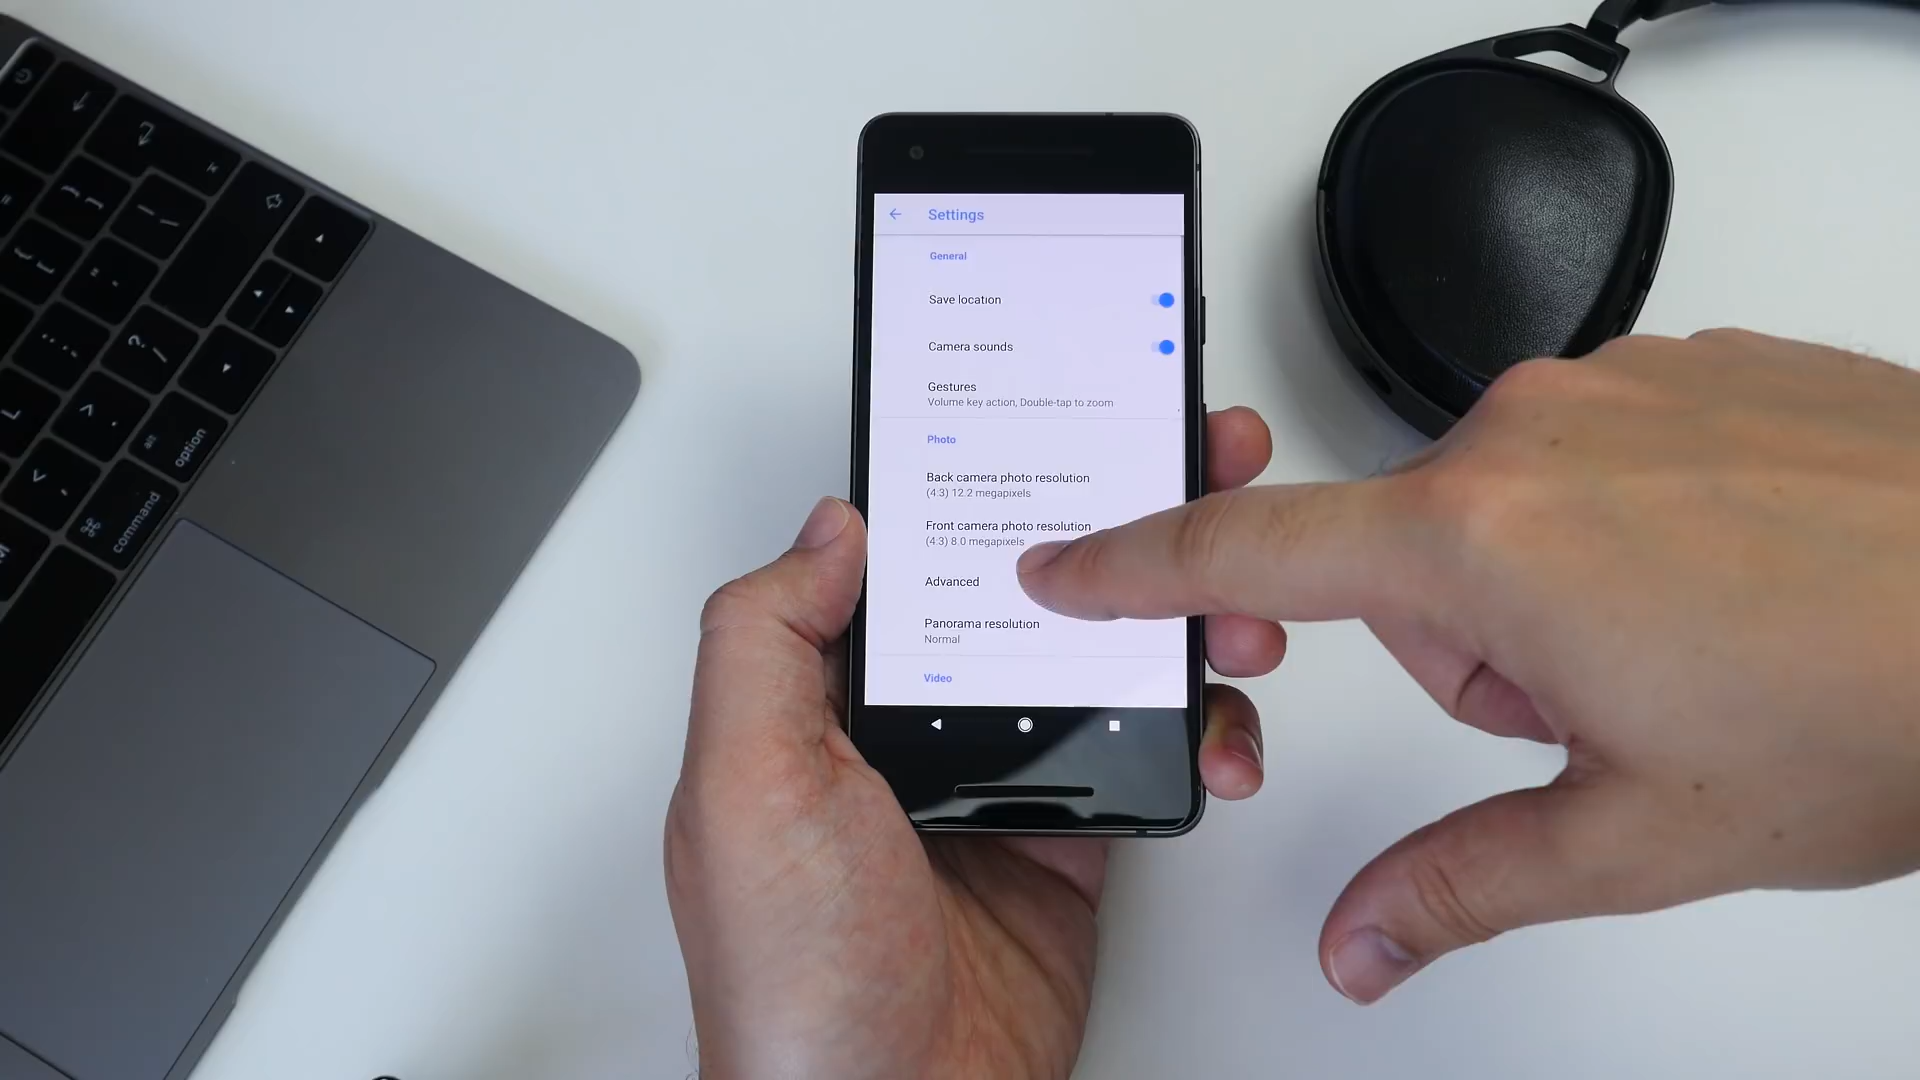 Settings
General
Save location
Camera sounds
Gestures
Volume key action, Double-tap to zoom
Photo
Back camera photo resolution
(4:3) 12.2 megapixels
Front camera photo resolution
(4:3) 8.0 megapixels
Advanced
Panorama resolution
Normal
Video
K
L
M
alt
option
⌘
command